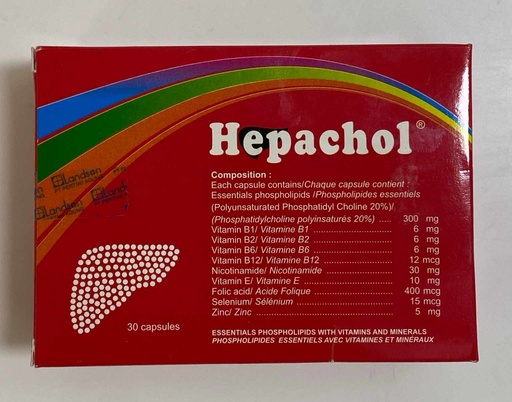 Hepachol®
Composition :
Each capsule contains/Chaque capsule contient :
Essentials phospholipids /Phospholipides essentiels
(Polyunsaturated Phosphatidyl Choline 20%)/
(Phosphatidylcholine polyinsaturés 20%) ..... 300 mg
Vitamin B1/ Vitamine B1 ........................... 6 mg
Vitamin B2/ Vitamine B2 ........................... 6 mg
Vitamin B6/ Vitamine B6 ........................... 6 mg
Vitamin B12/ Vitamine B12 ....................... 12 mcg
Nicotinamide/ Nicotinamide ...................... 30 mg
Vitamin E/ Vitamine E ............................... 10 mg
Folic acid/ Acide Folique .......................... 400 mcg
Selenium/ Sélénium .................................. 15 mcg
Zinc/ Zinc .................................................. 5 mg
Landson
Landson
30 capsules
ESSENTIALS PHOSPHOLIPIDS WITH VITAMINS AND MINERALS
PHOSPHOLIPIDES ESSENTIELS AVEC VITAMINES ET MINÉRAUX